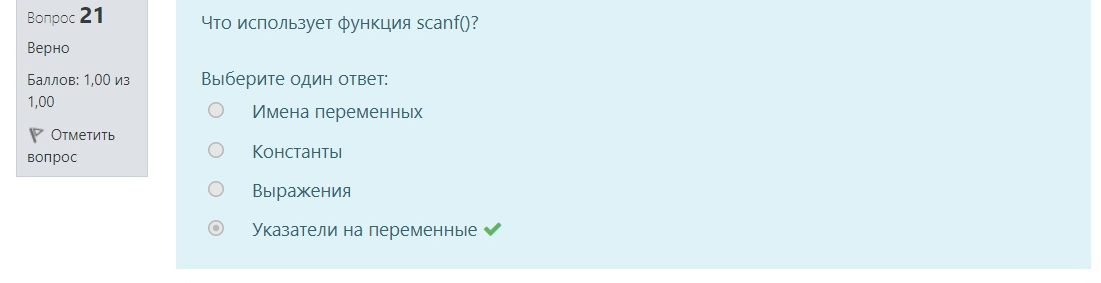 Вопрос 21
Верно
Баллов: 1,00 из
1,00
Отметить
вопрос
Что использует функция scanf()?
Выберите один ответ:
Имена переменных
Константы
Выражения
Указатели на переменные